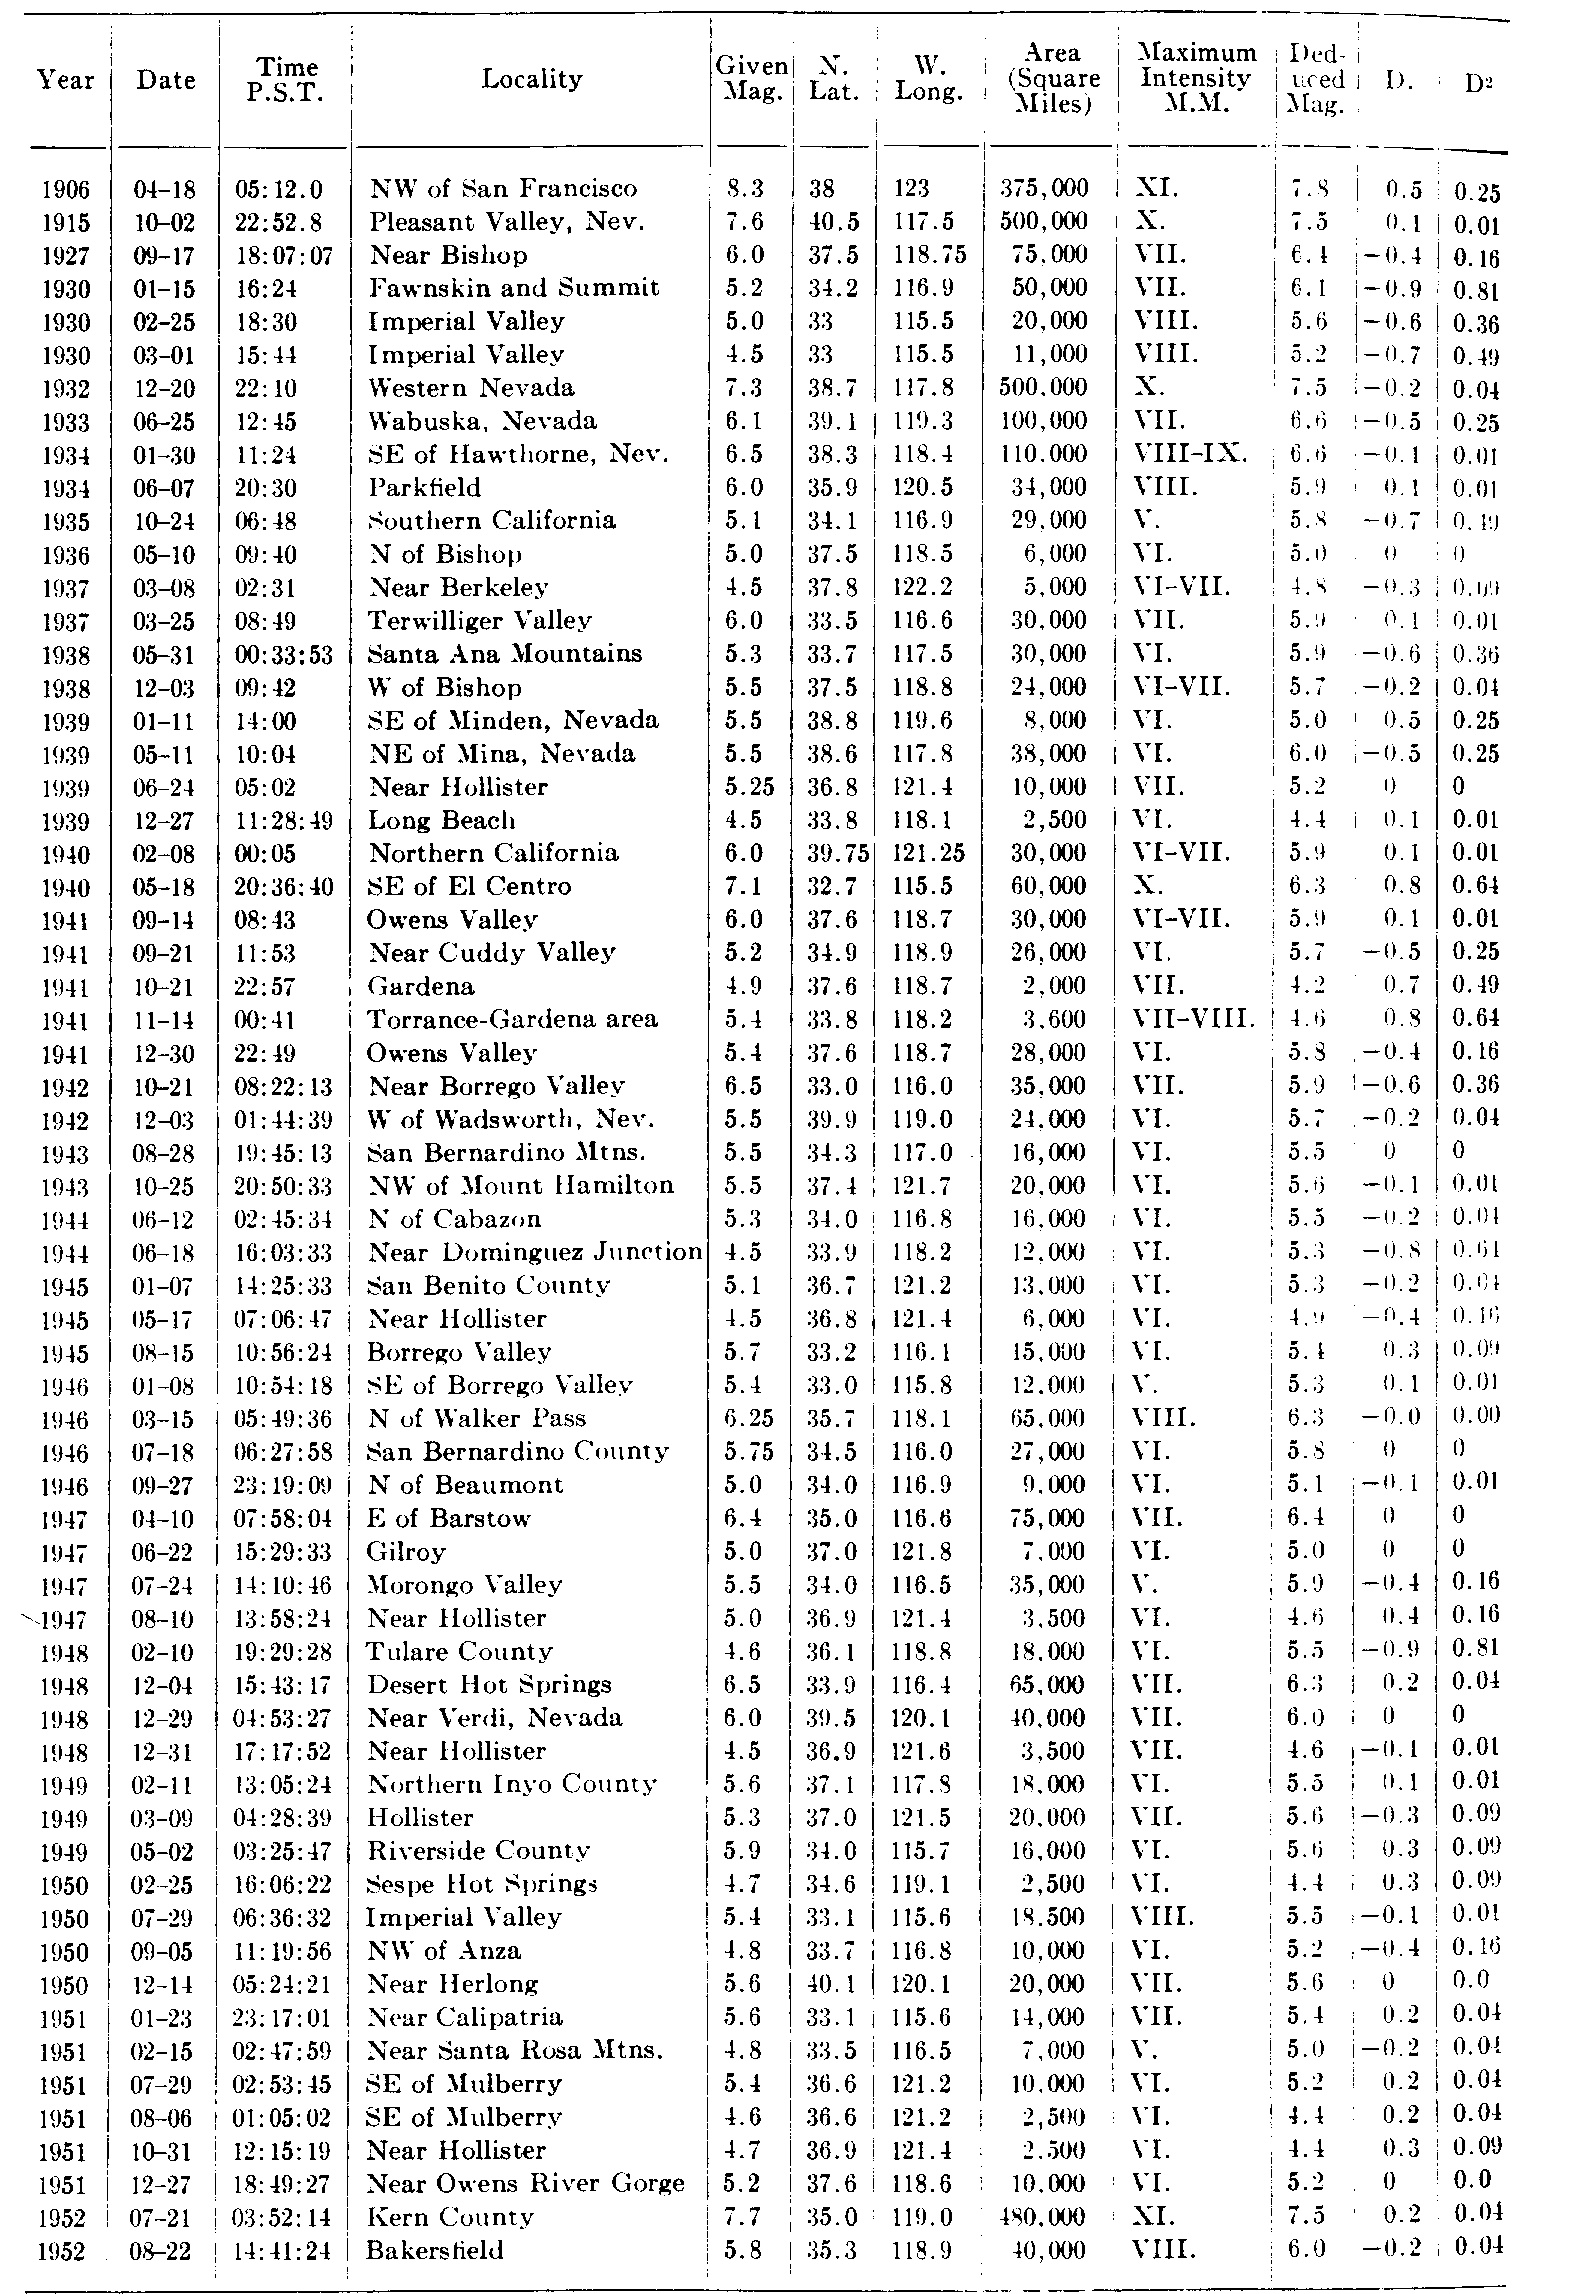 Year Date Time P.S.T. Locality Given Mag. N. Lat. W. Long. Area (Square Miles) Maximum Intensity M.M. Ded-uced Mag. D. D²
1906 04-18 05:12.0 NW of San Francisco 8.3 38 123 375,000 XI. 7.8 0.5 0.25
1915 10-02 22:52.8 Pleasant Valley, Nev. 7.6 40.5 117.5 500,000 X. 7.5 0.1 0.01
1927 09-17 18:07:07 Near Bishop 6.0 37.5 118.75 75,000 VII. 6.4 -0.4 0.16
1930 01-15 16:24 Fawnskin and Summit 5.2 34.2 116.9 50,000 VII. 6.1 -0.9 0.81
1930 02-25 18:30 Imperial Valley 5.0 33 115.5 20,000 VIII. 5.6 -0.6 0.36
1930 03-01 15:44 Imperial Valley 4.5 33 115.5 11,000 VIII. 5.2 -0.7 0.49
1932 12-20 22:10 Western Nevada 7.3 38.7 117.8 500,000 X. 7.5 -0.2 0.04
1933 06-25 12:45 Wabuska, Nevada 6.1 39.1 119.3 100,000 VII. 6.6 -0.5 0.25
1934 01-30 11:24 SE of Hawthorne, Nev. 6.5 38.3 118.4 110,000 VIII-IX. 6.6 -0.1 0.01
1934 06-07 20:30 Parkfield 6.0 35.9 120.5 34,000 VIII. 5.9 0.1 0.01
1935 10-24 06:48 Southern California 5.1 34.1 116.9 29,000 V. 5.8 -0.7 0.49
1936 05-10 09:40 N of Bishop 5.0 37.5 118.5 6,000 VI. 5.0 0 0
1937 03-08 02:31 Near Berkeley 4.5 37.8 122.2 5,000 VI-VII. 4.8 -0.3 0.09
1937 03-25 08:49 Terwilliger Valley 6.0 33.5 116.6 30,000 VII. 5.9 0.1 0.01
1938 05-31 00:33:53 Santa Ana Mountains 5.3 33.7 117.5 30,000 VI. 5.9 -0.6 0.36
1938 12-03 09:42 W of Bishop 5.5 37.5 118.8 24,000 VI-VII. 5.7 -0.2 0.04
1939 01-11 14:00 SE of Minden, Nevada 5.5 38.8 119.6 8,000 VI. 5.0 0.5 0.25
1939 05-11 10:04 NE of Mina, Nevada 5.5 38.6 117.8 38,000 VI. 6.0 -0.5 0.25
1939 06-24 05:02 Near Hollister 5.25 36.8 121.4 10,000 VII. 5.2 0 0
1939 12-27 11:28:49 Long Beach 4.5 33.8 118.1 2,500 VI. 4.4 0.1 0.01
1940 02-08 00:05 Northern California 6.0 39.75 121.25 30,000 VI-VII. 5.9 0.1 0.01
1940 05-18 20:36:40 SE of El Centro 7.1 32.7 115.5 60,000 X. 6.3 0.8 0.64
1941 09-14 08:43 Owens Valley 6.0 37.6 118.7 30,000 VI-VII. 5.9 0.1 0.01
1941 09-21 11:53 Near Cuddy Valley 5.2 34.9 118.9 26,000 VI. 5.7 -0.5 0.25
1941 10-21 22:57 Gardena 4.9 37.6 118.7 2,000 VII. 4.2 0.7 0.49
1941 11-14 00:41 Torrance-Gardena area 5.4 33.8 118.2 3,600 VII-VIII. 4.6 0.8 0.64
1941 12-30 22:49 Owens Valley 5.4 37.6 118.7 28,000 VI. 5.8 -0.4 0.16
1942 10-21 08:22:13 Near Borrego Valley 6.5 33.0 116.0 35,000 VII. 5.9 -0.6 0.36
1942 12-03 01:44:39 W of Wadsworth, Nev. 5.5 39.9 119.0 24,000 VI. 5.7 -0.2 0.04
1943 08-28 19:45:13 San Bernardino Mtns. 5.5 34.3 117.0 16,000 VI. 5.5 0 0
1943 10-25 20:50:33 NW of Mount Hamilton 5.5 37.4 121.7 20,000 VI. 5.6 -0.1 0.01
1944 06-12 02:45:34 N of Cabazon 5.3 34.0 116.8 16,000 VI. 5.5 -0.2 0.04
1944 06-18 16:03:33 Near Dominguez Junction 4.5 33.9 118.2 12,000 VI. 5.3 -0.8 0.64
1945 01-07 14:25:33 San Benito County 5.1 36.7 121.2 13,000 VI. 5.3 -0.2 0.04
1945 05-17 07:06:47 Near Hollister 4.5 36.8 121.4 6,000 VI. 4.9 -0.4 0.16
1945 08-15 10:56:24 Borrego Valley 5.7 33.2 116.1 15,000 VI. 5.4 0.3 0.09
1946 01-08 10:54:18 SE of Borrego Valley 5.4 33.0 115.8 12,000 V. 5.3 0.1 0.01
1946 03-15 05:49:36 N of Walker Pass 6.25 35.7 118.1 65,000 VIII. 6.3 -0.0 0.00
1946 07-18 06:27:58 San Bernardino County 5.75 34.5 116.0 27,000 VI. 5.8 0 0
1946 09-27 23:19:09 N of Beaumont 5.0 34.0 116.9 9,000 VI. 5.1 -0.1 0.01
1947 04-10 07:58:04 E of Barstow 6.4 35.0 116.6 75,000 VII. 6.4 0 0
1947 06-22 15:29:33 Gilroy 5.0 37.0 121.8 7,000 VI. 5.0 0 0
1947 07-24 14:10:46 Morongo Valley 5.5 34.0 116.5 35,000 V. 5.9 -0.4 0.16
1947 08-10 13:58:24 Near Hollister 5.0 36.9 121.4 3,500 VI. 4.6 0.4 0.16
1948 02-10 19:29:28 Tulare County 4.6 36.1 118.8 18,000 VI. 5.5 -0.9 0.81
1948 12-04 15:43:17 Desert Hot Springs 6.5 33.9 116.4 65,000 VII. 6.3 0.2 0.04
1948 12-29 04:53:27 Near Verdi, Nevada 6.0 39.5 120.1 40,000 VII. 6.0 0 0
1948 12-31 17:17:52 Near Hollister 4.5 36.9 121.6 3,500 VII. 4.6 -0.1 0.01
1949 02-11 13:05:24 Northern Inyo County 5.6 37.1 117.8 18,000 VI. 5.5 0.1 0.01
1949 03-09 04:28:39 Hollister 5.3 37.0 121.5 20,000 VII. 5.6 -0.3 0.09
1949 05-02 03:25:47 Riverside County 5.9 34.0 115.7 16,000 VI. 5.6 0.3 0.09
1950 02-25 16:06:22 Sespe Hot Springs 4.7 34.6 119.1 2,500 VI. 4.4 0.3 0.09
1950 07-29 06:36:32 Imperial Valley 5.4 33.1 115.6 18,500 VIII. 5.5 -0.1 0.01
1950 09-05 11:19:56 NW of Anza 4.8 33.7 116.8 10,000 VI. 5.2 -0.4 0.16
1950 12-14 05:24:21 Near Herlong 5.6 40.1 120.1 20,000 VII. 5.6 0 0.0
1951 01-23 23:17:01 Near Calipatria 5.6 33.1 115.6 14,000 VII. 5.4 0.2 0.04
1951 02-15 02:47:59 Near Santa Rosa Mtns. 4.8 33.5 116.5 7,000 V. 5.0 -0.2 0.04
1951 07-29 02:53:45 SE of Mulberry 5.4 36.6 121.2 10,000 VI. 5.2 0.2 0.04
1951 08-06 01:05:02 SE of Mulberry 4.6 36.6 121.2 2,500 VI. 4.4 0.2 0.04
1951 10-31 12:15:19 Near Hollister 4.7 36.9 121.4 2,500 VI. 4.4 0.3 0.09
1951 12-27 18:49:27 Near Owens River Gorge 5.2 37.6 118.6 10,000 VI. 5.2 0 0.0
1952 07-21 03:52:14 Kern County 7.7 35.0 119.0 480,000 XI. 7.5 0.2 0.04
1952 08-22 14:41:24 Bakersfield 5.8 35.3 118.9 40,000 VIII. 6.0 -0.2 0.04